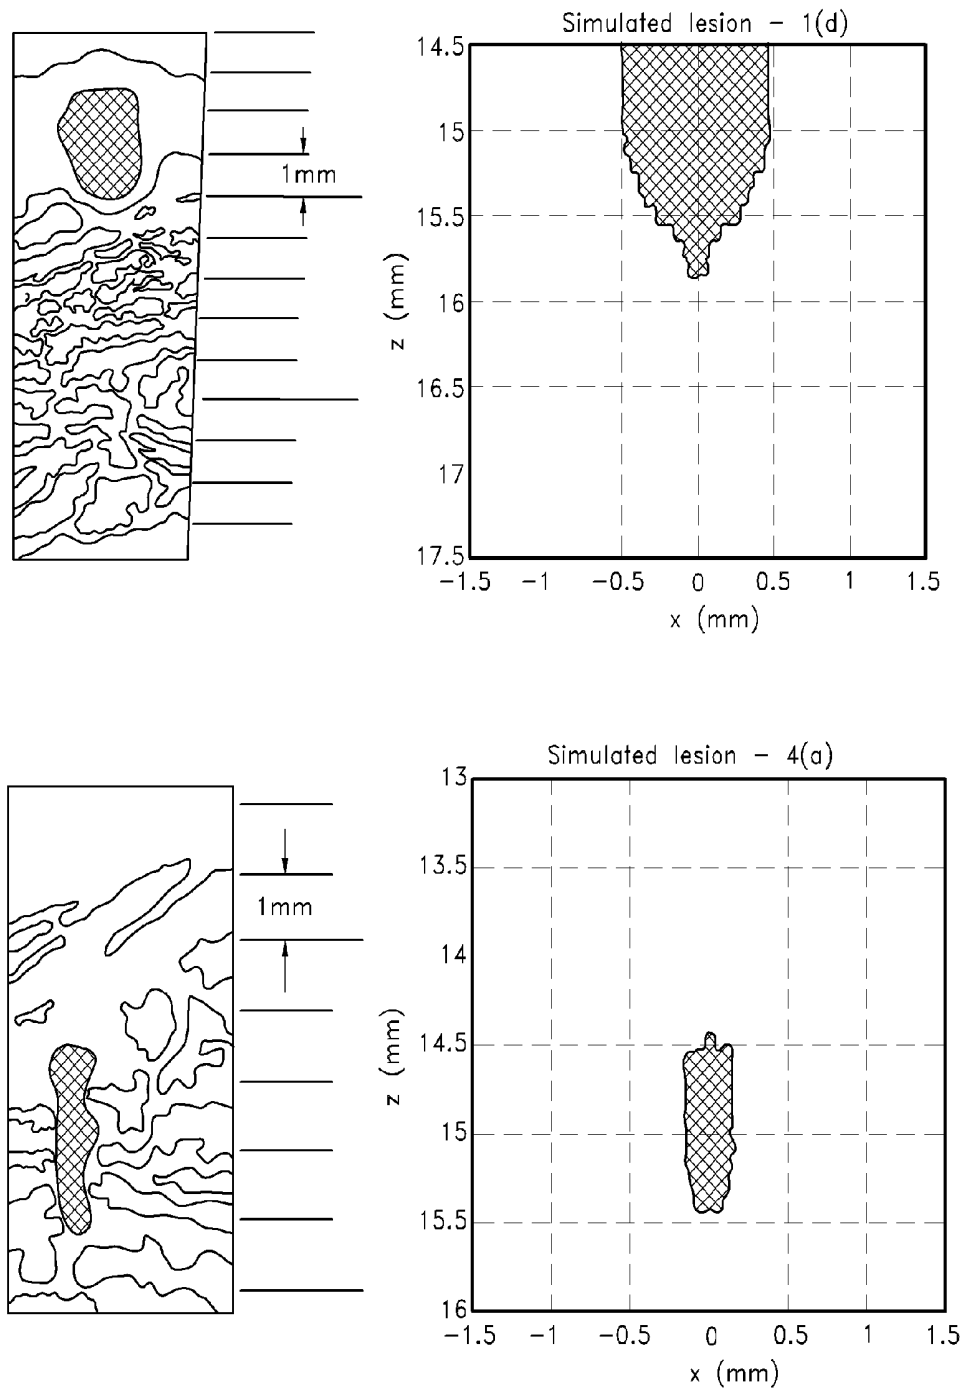 Simulated lesion - 1(d)
14.5
15
15.5
16
16.5
17
17.5
-1.5 -1 -0.5 0 0.5 1 1.5
x (mm)
z (mm)
1mm
Simulated lesion - 4(a)
13
13.5
14
14.5
15
15.5
16
-1.5 -1 -0.5 0 0.5 1 1.5
x (mm)
z (mm)
1mm